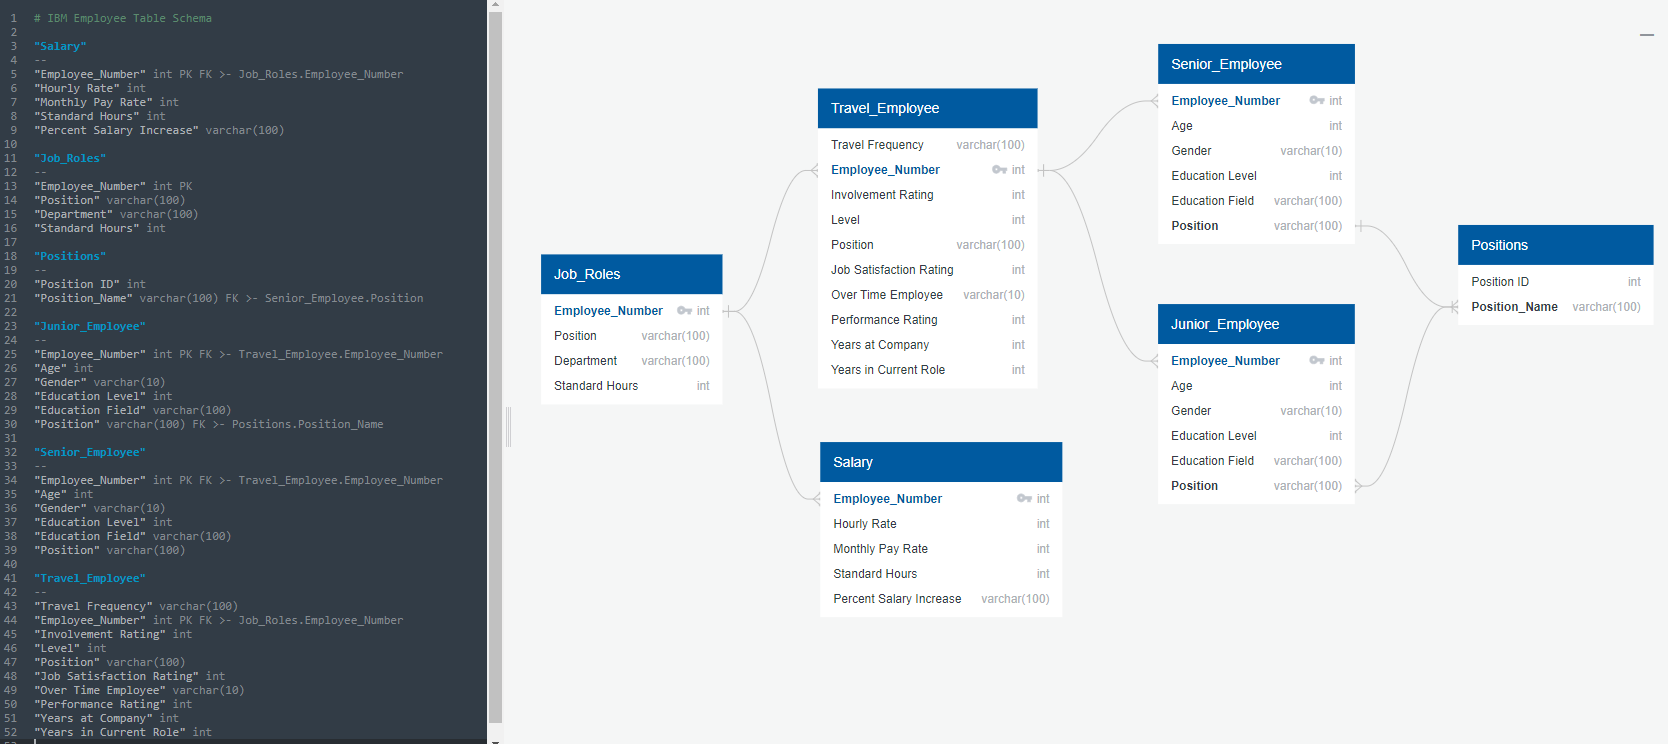 1 # IBM Employee Table Schema
2
3 "Salary"
4 --
5 "Employee_Number" int PK FK >- Job_Roles.Employee_Number
6 "Hourly Rate" int
7 "Monthly Pay Rate" int
8 "Standard Hours" int
9 "Percent Salary Increase" varchar(100)
10
11 "Job_Roles"
12 --
13 "Employee_Number" int PK
14 "Position" varchar(100)
15 "Department" varchar(100)
16 "Standard Hours" int
17
18 "Positions"
19 --
20 "Position ID" int
21 "Position_Name" varchar(100) FK >- Senior_Employee.Position
22
23 "Junior_Employee"
24 --
25 "Employee_Number" int PK FK >- Travel_Employee.Employee_Number
26 "Age" int
27 "Gender" varchar(10)
28 "Education Level" int
29 "Education Field" varchar(100)
30 "Position" varchar(100) FK >- Positions.Position_Name
31
32 "Senior_Employee"
33 --
34 "Employee_Number" int PK FK >- Travel_Employee.Employee_Number
35 "Age" int
36 "Gender" varchar(10)
37 "Education Level" int
38 "Education Field" varchar(100)
39 "Position" varchar(100)
40
41 "Travel_Employee"
42 --
43 "Travel Frequency" varchar(100)
44 "Employee_Number" int PK FK >- Job_Roles.Employee_Number
45 "Involvement Rating" int
46 "Level" int
47 "Position" varchar(100)
48 "Job Satisfaction Rating" int
49 "Over Time Employee" varchar(10)
50 "Performance Rating" int
51 "Years at Company" int
52 "Years in Current Role" int
Job_Roles
Employee_Number int
Position varchar(100)
Department varchar(100)
Standard Hours int
Travel_Employee
Travel Frequency varchar(100)
Employee_Number int
Involvement Rating int
Level int
Position varchar(100)
Job Satisfaction Rating int
Over Time Employee varchar(10)
Performance Rating int
Years at Company int
Years in Current Role int
Salary
Employee_Number int
Hourly Rate int
Monthly Pay Rate int
Standard Hours int
Percent Salary Increase varchar(100)
Senior_Employee
Employee_Number int
Age int
Gender varchar(10)
Education Level int
Education Field varchar(100)
Position varchar(100)
Junior_Employee
Employee_Number int
Age int
Gender varchar(10)
Education Level int
Education Field varchar(100)
Position varchar(100)
Positions
Position ID int
Position_Name varchar(100)